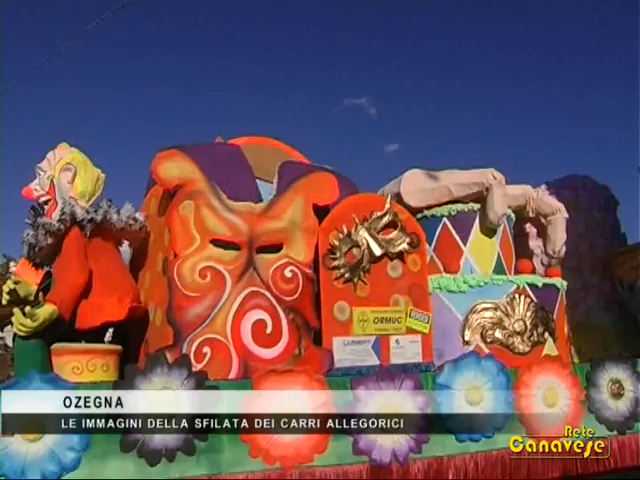 ORMUC
OZEGNA
LE IMMAGINI DELLA SFILATA DEI CARRI ALLEGORICI
Rete
Canavese